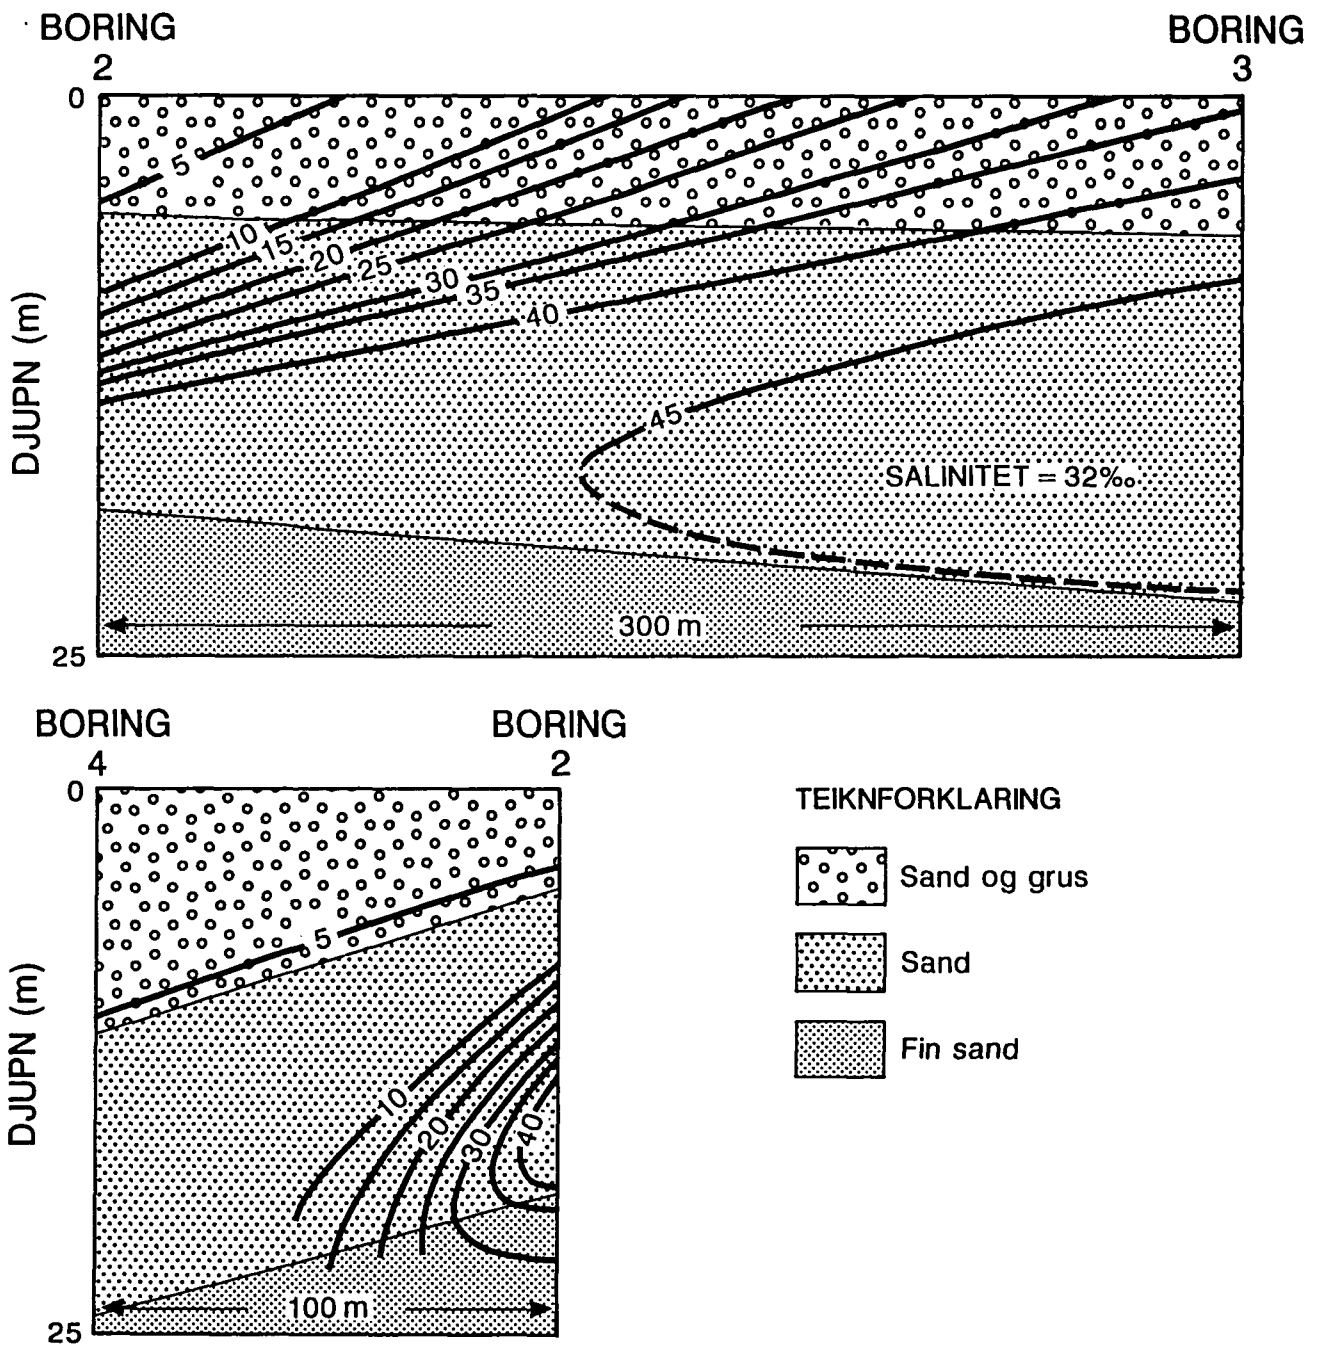 BORING BORING
2 3
0
5
10
15
20
25
30
35
40
45
DJUPN (m)
SALINITET = 32‰
300 m
25
BORING BORING
4 2
0
5
10
20
30
40
DJUPN (m)
100 m
25
TEIKNFORKLARING
Sand og grus
Sand
Fin sand